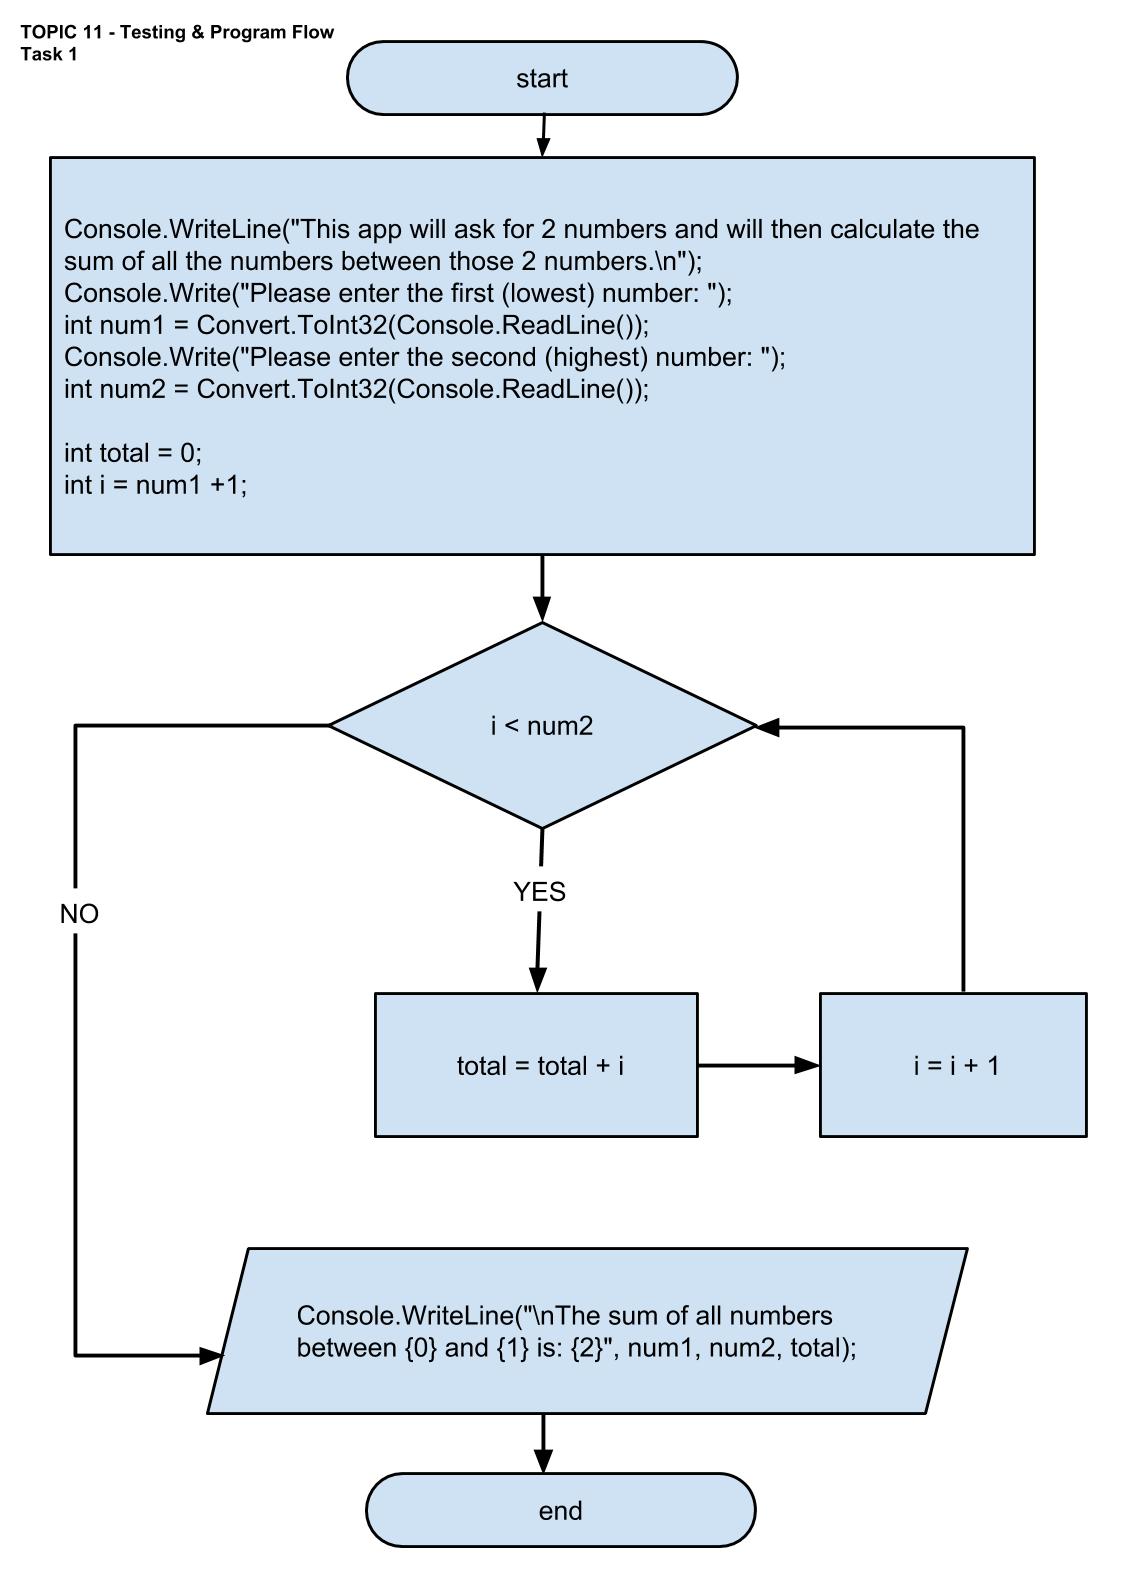 TOPIC 11 - Testing & Program Flow
Task 1
start
Console.WriteLine("This app will ask for 2 numbers and will then calculate the
sum of all the numbers between those 2 numbers.\n");
Console.Write("Please enter the first (lowest) number: ");
int num1 = Convert.ToInt32(Console.ReadLine());
Console.Write("Please enter the second (highest) number: ");
int num2 = Convert.ToInt32(Console.ReadLine());
int total = 0;
int i = num1 +1;
i < num2
YES
NO
total = total + i
i = i + 1
Console.WriteLine("\nThe sum of all numbers
between {0} and {1} is: {2}", num1, num2, total);
end